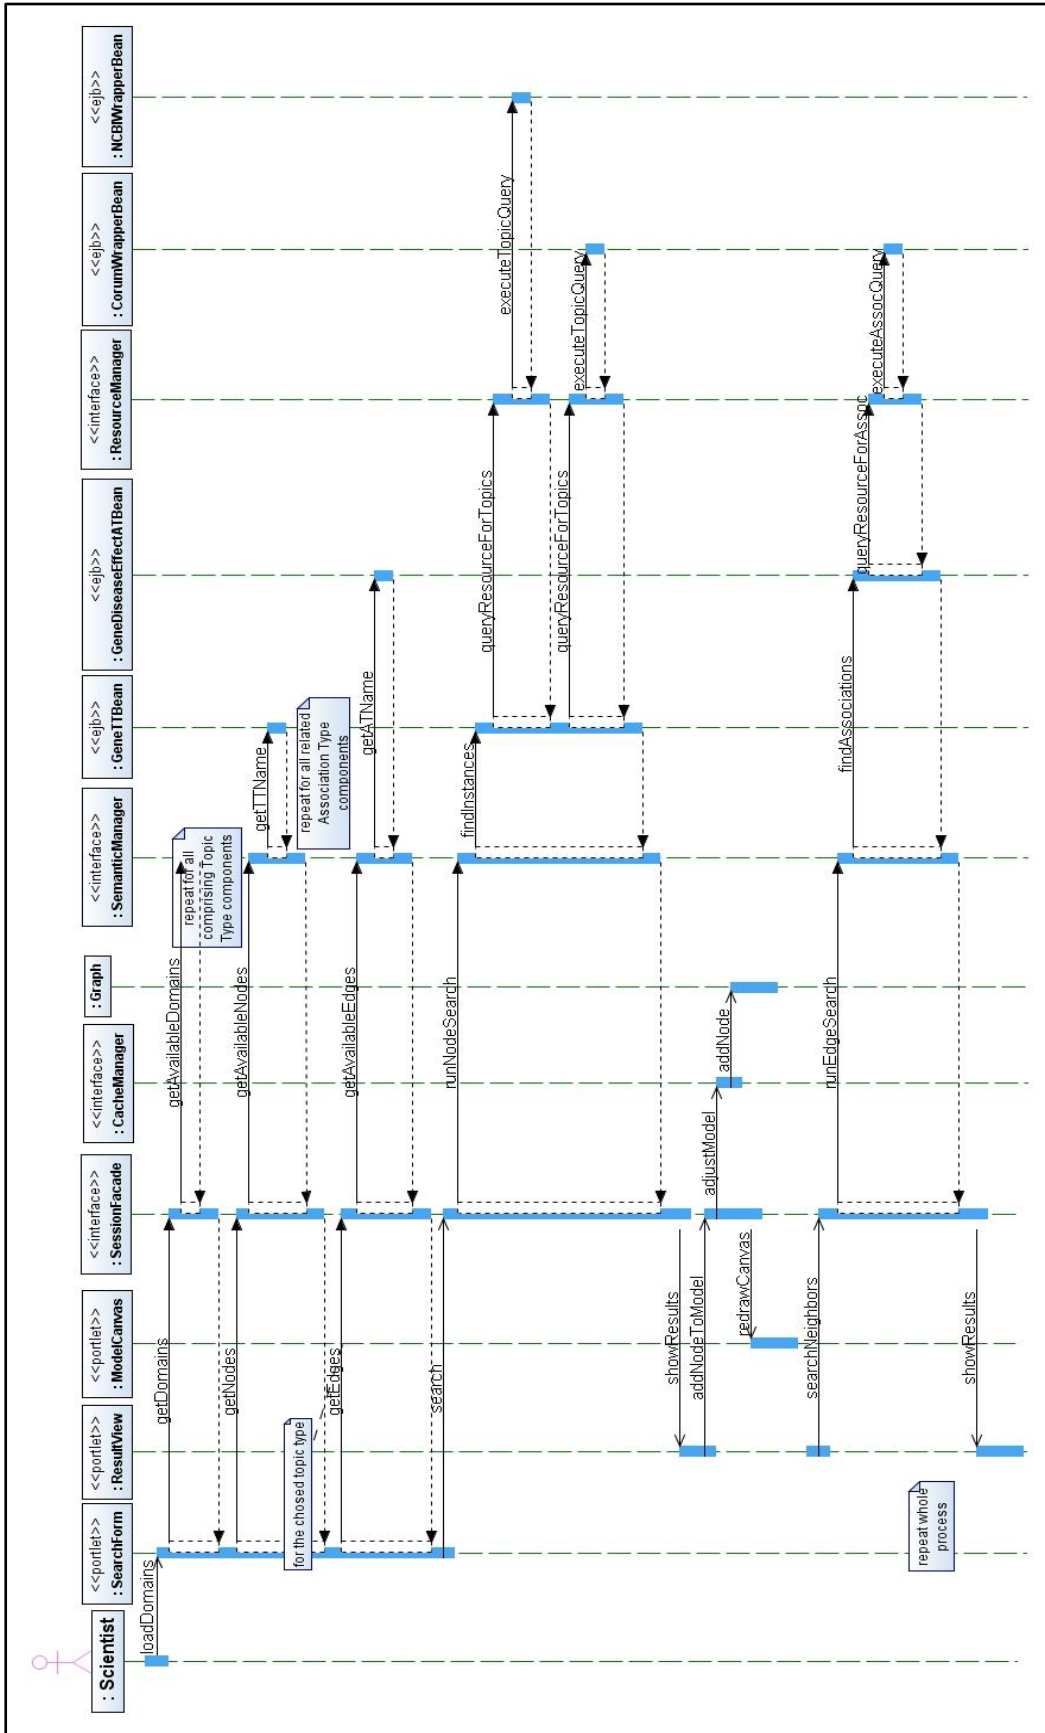 : Scientist
<<portlet>>
: SearchForm
<<portlet>>
: ResultView
<<portlet>>
: ModelCanvas
<<interface>>
: SessionFacade
<<interface>>
: CacheManager
: Graph
<<interface>>
: SemanticManager
<<ejb>>
: GeneTTBean
<<ejb>>
: GeneDiseaseEffectATBean
<<interface>>
: ResourceManager
<<ejb>>
: CorumWrapperBean
<<ejb>>
: NCBIWrapperBean
loadDomains
getDomains
getAvailableDomains
repeat for all
comprising Topic
Type components
getNodes
getAvailableNodes
getTTName
repeat for all related
Association Type
components
for the chosed topic type
getEdges
getAvailableEdges
getATName
search
runNodeSearch
findInstances
queryResourceForTopics
executeTopicQuery
queryResourceForTopics
executeTopicQuery
showResults
addNodeToModel
adjustModel
addNode
redrawCanvas
searchNeighbors
runEdgeSearch
findAssociations
queryResourceForAssoc
executeAssocQuery
repeat whole
process
showResults